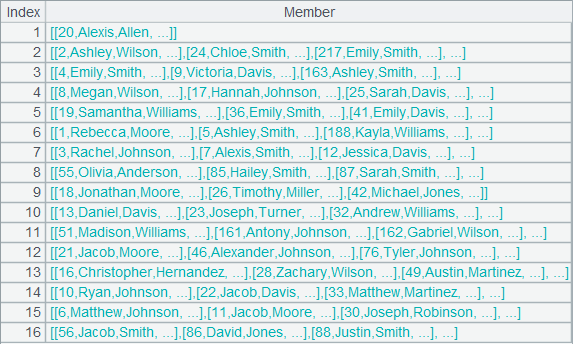 Index Member
1 [[20,Alexis,Allen, ...]]
2 [[2,Ashley,Wilson, ...],[24,Chloe,Smith, ...],[217,Emily,Smith, ...], ...]
3 [[4,Emily,Smith, ...],[9,Victoria,Davis, ...],[163,Ashley,Smith, ...], ...]
4 [[8,Megan,Wilson, ...],[17,Hannah,Johnson, ...],[25,Sarah,Davis, ...], ...]
5 [[19,Samantha,Williams, ...],[36,Emily,Smith, ...],[41,Emily,Davis, ...], ...]
6 [[1,Rebecca,Moore, ...],[5,Ashley,Smith, ...],[188,Kayla,Williams, ...], ...]
7 [[3,Rachel,Johnson, ...],[7,Alexis,Smith, ...],[12,Jessica,Davis, ...], ...]
8 [[55,Olivia,Anderson, ...],[85,Hailey,Smith, ...],[87,Sarah,Smith, ...], ...]
9 [[18,Jonathan,Moore, ...],[26,Timothy,Miller, ...],[42,Michael,Jones, ...]]
10 [[13,Daniel,Davis, ...],[23,Joseph,Turner, ...],[32,Andrew,Williams, ...], ...]
11 [[51,Madison,Williams, ...],[161,Antony,Johnson, ...],[162,Gabriel,Wilson, ...], ...]
12 [[21,Jacob,Moore, ...],[46,Alexander,Johnson, ...],[76,Tyler,Johnson, ...], ...]
13 [[16,Christopher,Hernandez, ...],[28,Zachary,Wilson, ...],[49,Austin,Martinez, ...], ...]
14 [[10,Ryan,Johnson, ...],[22,Jacob,Davis, ...],[33,Matthew,Martinez, ...], ...]
15 [[6,Matthew,Johnson, ...],[11,Jacob,Moore, ...],[30,Joseph,Robinson, ...], ...]
16 [[56,Jacob,Smith, ...],[86,David,Jones, ...],[88,Justin,Smith, ...], ...]